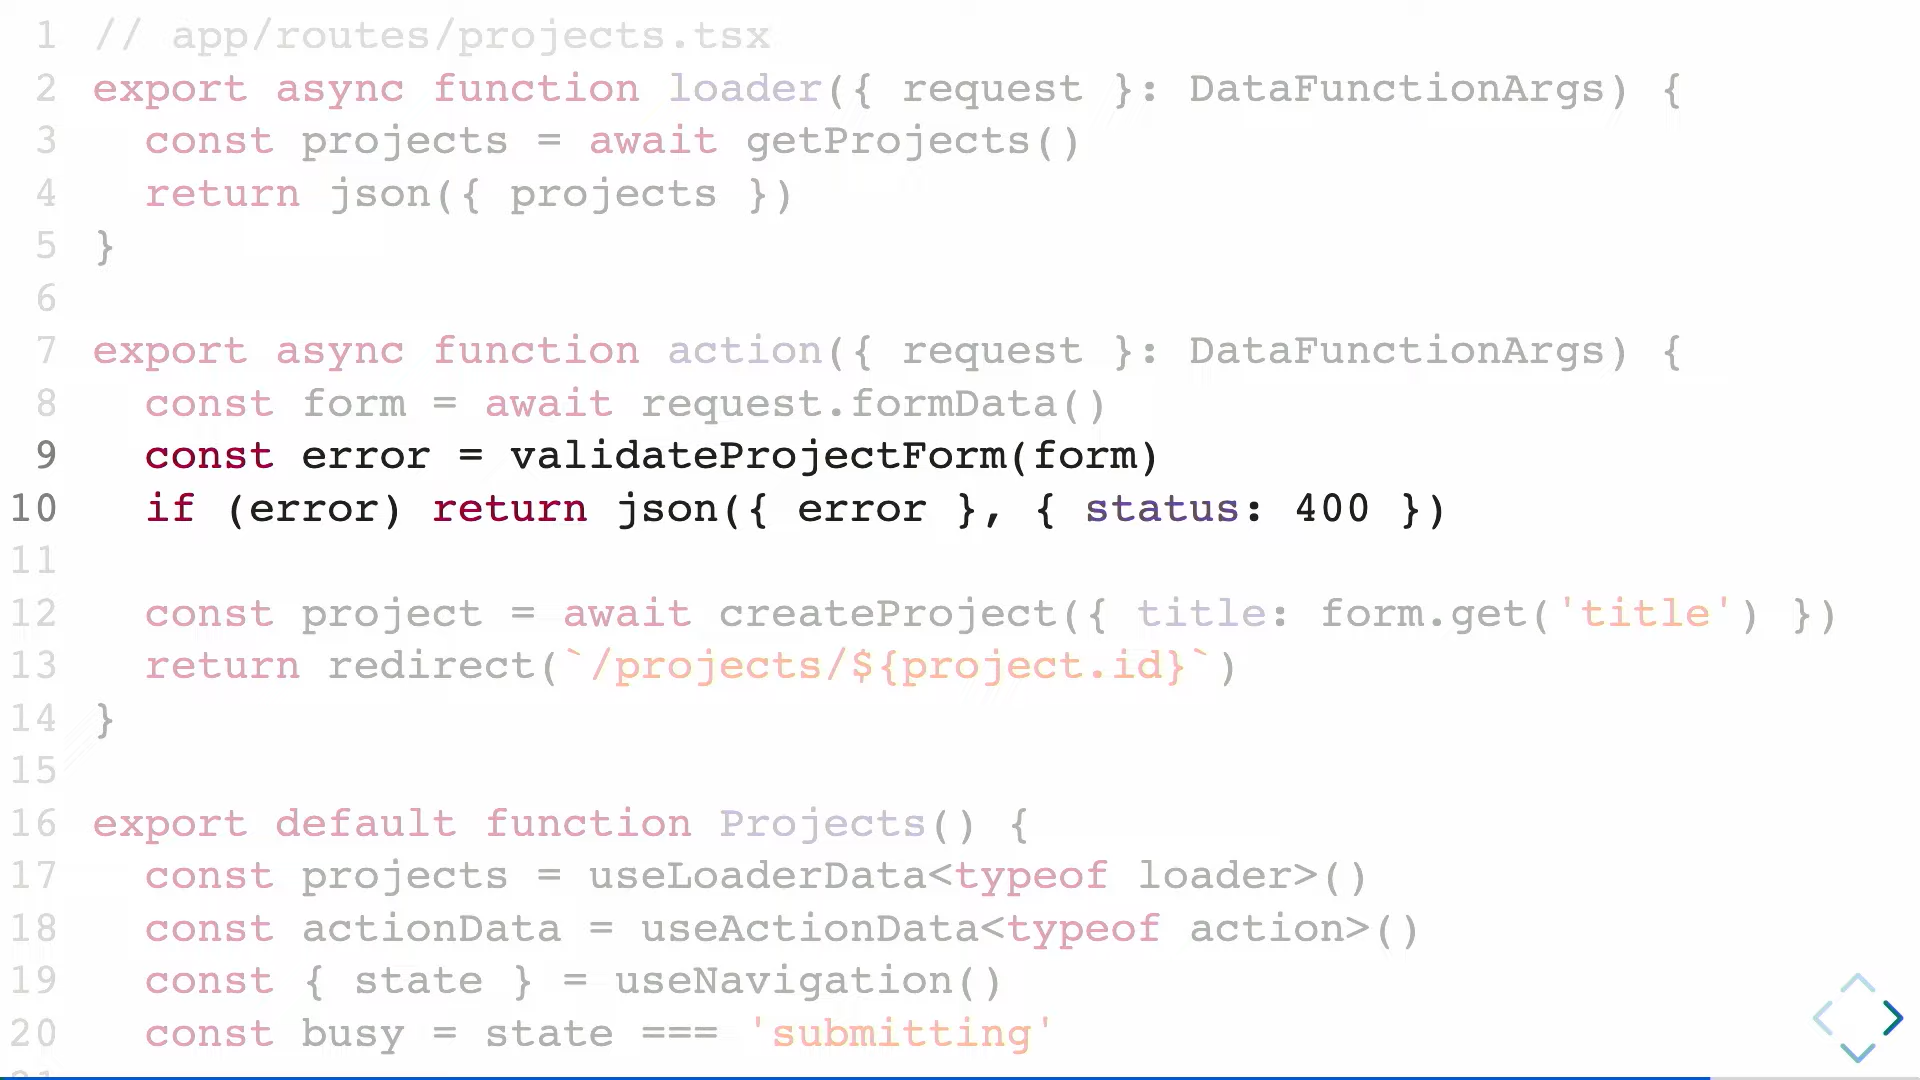 1 // app/routes/projects.tsx
2 export async function loader({ request }: DataFunctionArgs) {
3   const projects = await getProjects()
4   return json({ projects })
5 }
6
7 export async function action({ request }: DataFunctionArgs) {
8   const form = await request.formData()
9   const error = validateProjectForm(form)
10   if (error) return json({ error }, { status: 400 })
11
12   const project = await createProject({ title: form.get('title') })
13   return redirect(`/projects/${project.id}`)
14 }
15
16 export default function Projects() {
17   const projects = useLoaderData<typeof loader>()
18   const actionData = useActionData<typeof action>()
19   const { state } = useNavigation()
20   const busy = state === 'submitting'